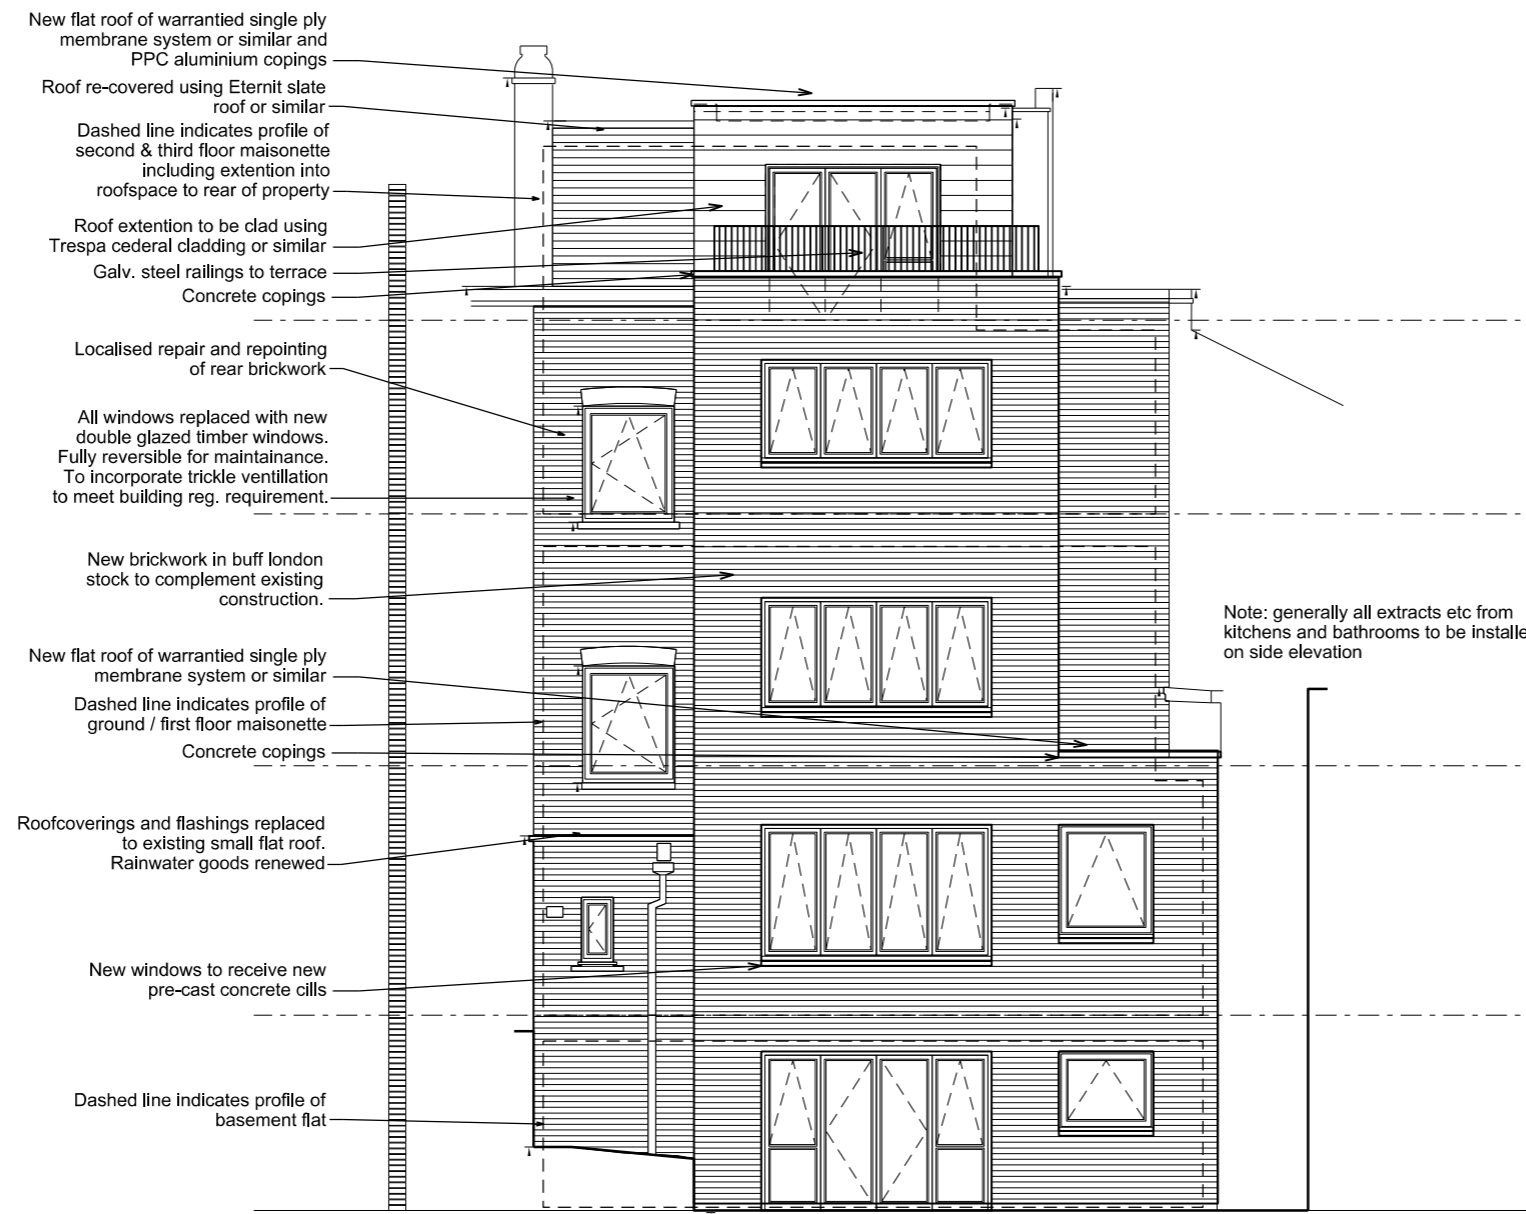 New flat roof of warrantied single ply
membrane system or similar and
PPC aluminium copings
Roof re-covered using Eternit slate
roof or similar
Dashed line indicates profile of
second & third floor maisonette
including extention into
roofspace to rear of property
Roof extention to be clad using
Trespa cederal cladding or similar
Galv. steel railings to terrace
Concrete copings
Localised repair and repointing
of rear brickwork
All windows replaced with new
double glazed timber windows.
Fully reversible for maintainance.
To incorporate trickle ventillation
to meet building reg. requirement.
New brickwork in buff london
stock to complement existing
construction.
Note: generally all extracts etc from
kitchens and bathrooms to be installe
on side elevation
New flat roof of warrantied single ply
membrane system or similar
Dashed line indicates profile of
ground / first floor maisonette
Concrete copings
Roofcoverings and flashings replaced
to existing small flat roof.
Rainwater goods renewed
New windows to receive new
pre-cast concrete cills
Dashed line indicates profile of
basement flat